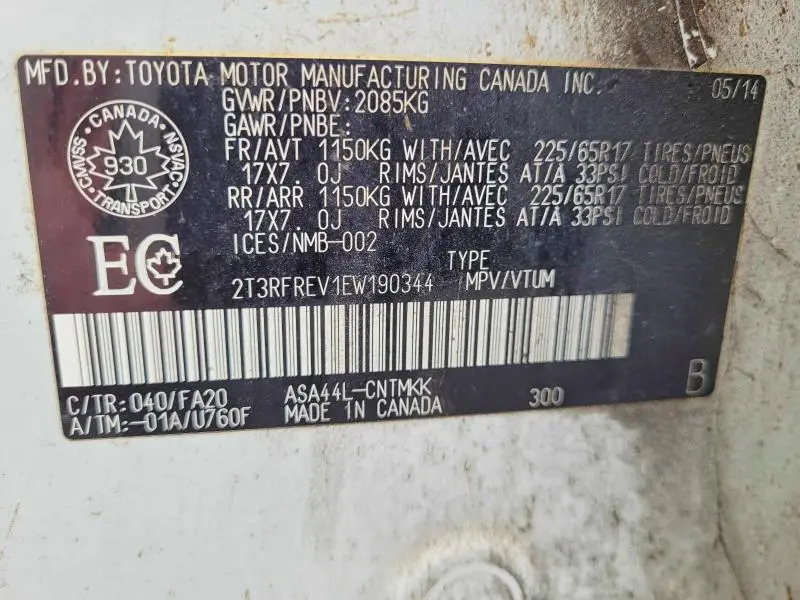 MFD.BY:TOYOTA MOTOR MANUFACTURING CANADA INC. 05/14
GVWR/PNBV:2085KG
GAWR/PNBE:
FR/AVT 1150KG WITH/AVEC 225/65R17 TIRES/PNEUS
17X7.0J RIMS/JANTES AT/A 33PSI COLD/FROID
RR/ARR 1150KG WITH/AVEC 225/65R17 TIRES/PNEUS
17X7.0J RIMS/JANTES AT/A 33PSI COLD/FROID
ICES/NMB-002
CANADA
CMVSS
NSVAC
930
TRANSPORT
EC
TYPE
2T3RFREV1EW190344 MPV/VTUM
C/TR:040/FA20 ASA44L-CNTMKK 300 B
A/TM:-01A/U760F MADE IN CANADA